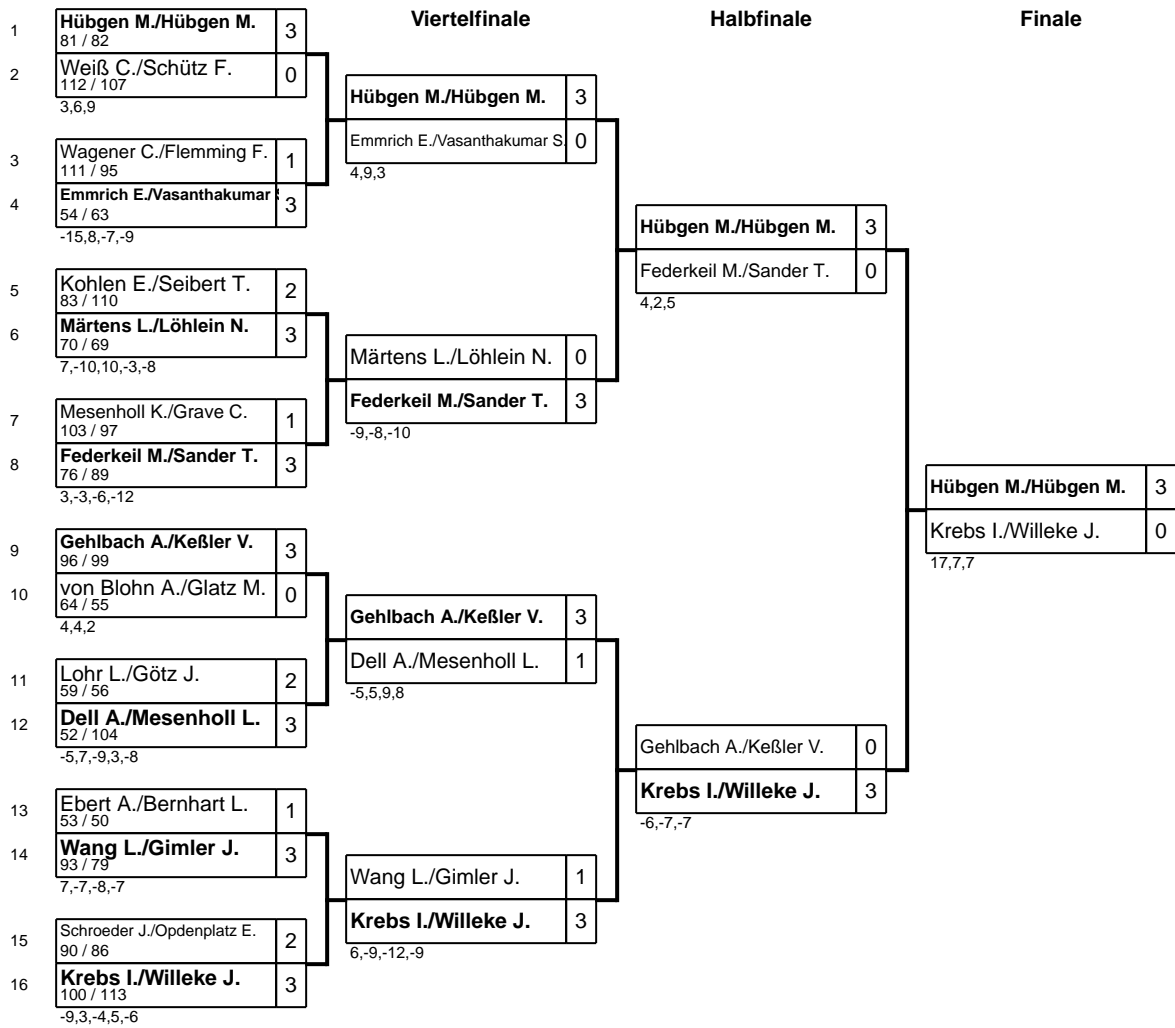 Viertelfinale
Halbfinale
Finale
1
Hübgen M./Hübgen M. 3
81 / 82
2
Weiß C./Schütz F. 0
112 / 107
3,6,9
3
Wagener C./Flemming F. 1
111 / 95
4
Emmrich E./Vasanthakumar 3
54 / 63
-15,8,-7,-9
5
Kohlen E./Seibert T. 2
83 / 110
6
Märtens L./Löhlein N. 3
70 / 69
7,-10,10,-3,-8
7
Mesenholl K./Grave C. 1
103 / 97
8
Federkeil M./Sander T. 3
76 / 89
3,-3,-6,-12
9
Gehlbach A./Keßler V. 3
96 / 99
10
von Blohn A./Glatz M. 0
64 / 55
4,4,2
11
Lohr L./Götz J. 2
59 / 56
12
Dell A./Mesenholl L. 3
52 / 104
-5,7,-9,3,-8
13
Ebert A./Bernhart L. 1
53 / 50
14
Wang L./Gimler J. 3
93 / 79
7,-7,-8,-7
15
Schroeder J./Opdenplatz E. 2
90 / 86
16
Krebs I./Willeke J. 3
100 / 113
-9,3,-4,5,-6
Hübgen M./Hübgen M. 3
Emmrich E./Vasanthakumar S. 0
4,9,3
Märtens L./Löhlein N. 0
Federkeil M./Sander T. 3
-9,-8,-10
Gehlbach A./Keßler V. 3
Dell A./Mesenholl L. 1
-5,5,9,8
Wang L./Gimler J. 1
Krebs I./Willeke J. 3
6,-9,-12,-9
Hübgen M./Hübgen M. 3
Federkeil M./Sander T. 0
4,2,5
Gehlbach A./Keßler V. 0
Krebs I./Willeke J. 3
-6,-7,-7
Hübgen M./Hübgen M. 3
Krebs I./Willeke J. 0
17,7,7